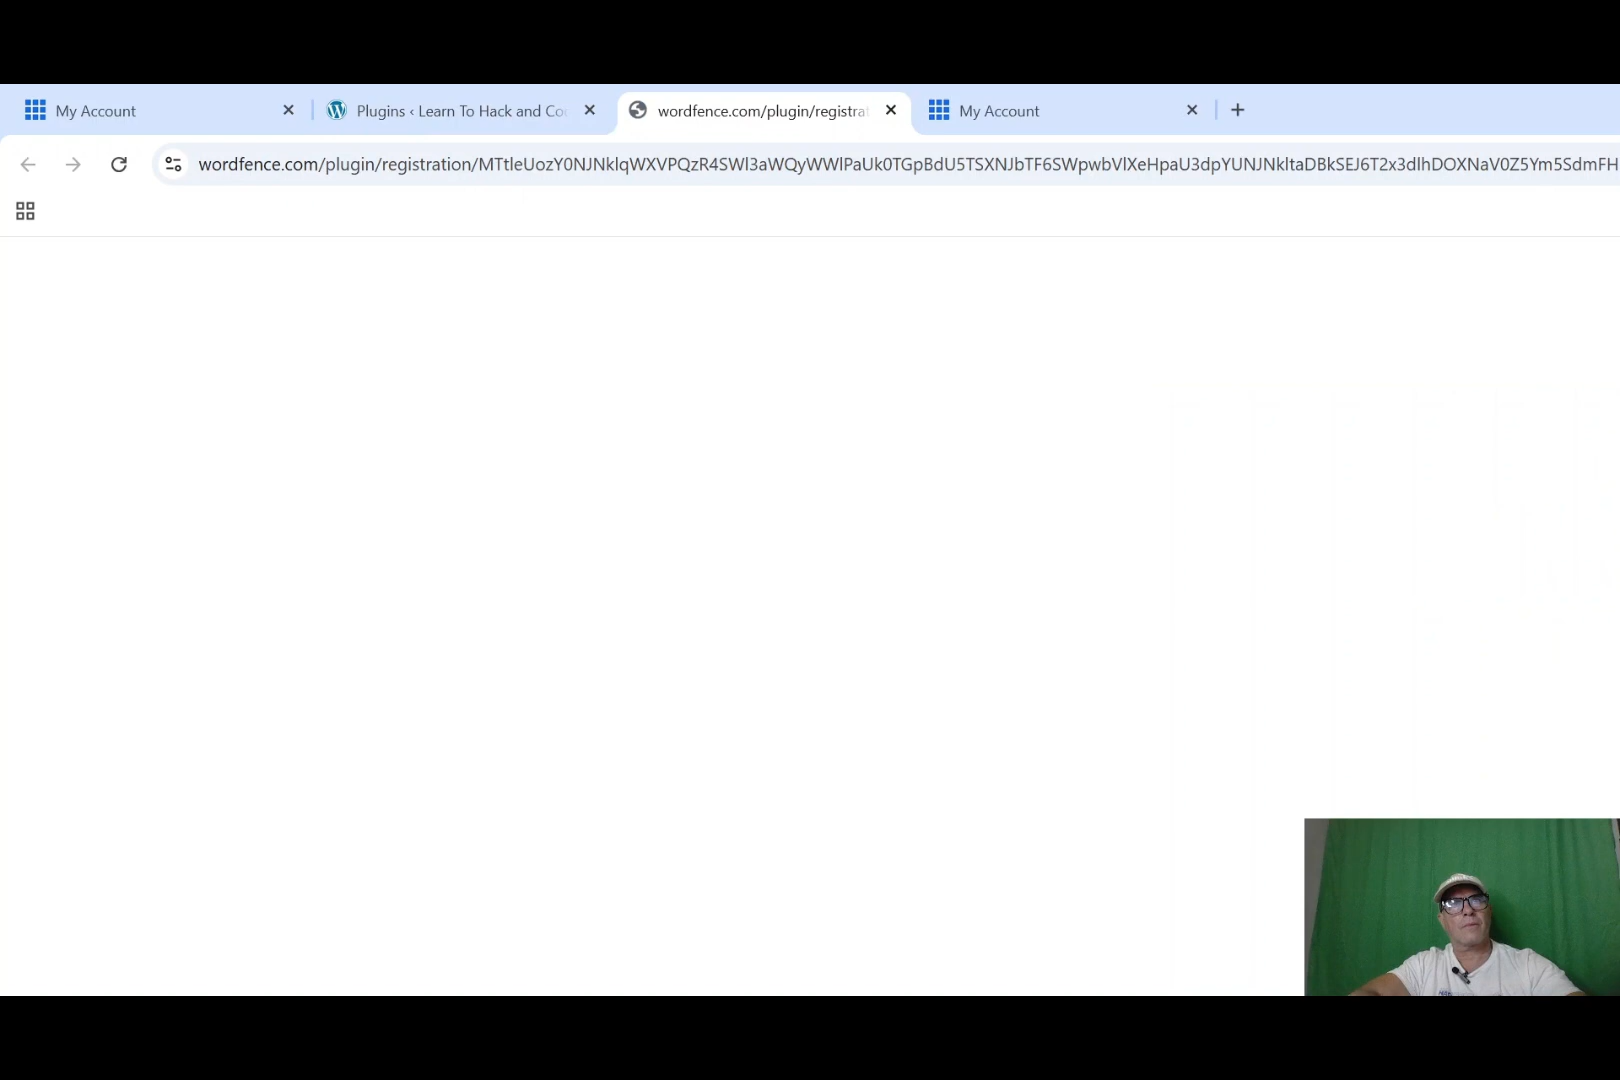 My Account
Plugins ‹ Learn To Hack and Co
wordfence.com/plugin/registra
My Account
wordfence.com/plugin/registration/MTtleUozY0NJNklqWXVPQzR4SWl3aWQyWWlPaUk0TGpBdU5TSXNJbTF6SWpwbVlXeHpaU3dpYUNJNkltaDBkSEJ6T2x3dlhDOXNaV0Z5Ym5SdmFH